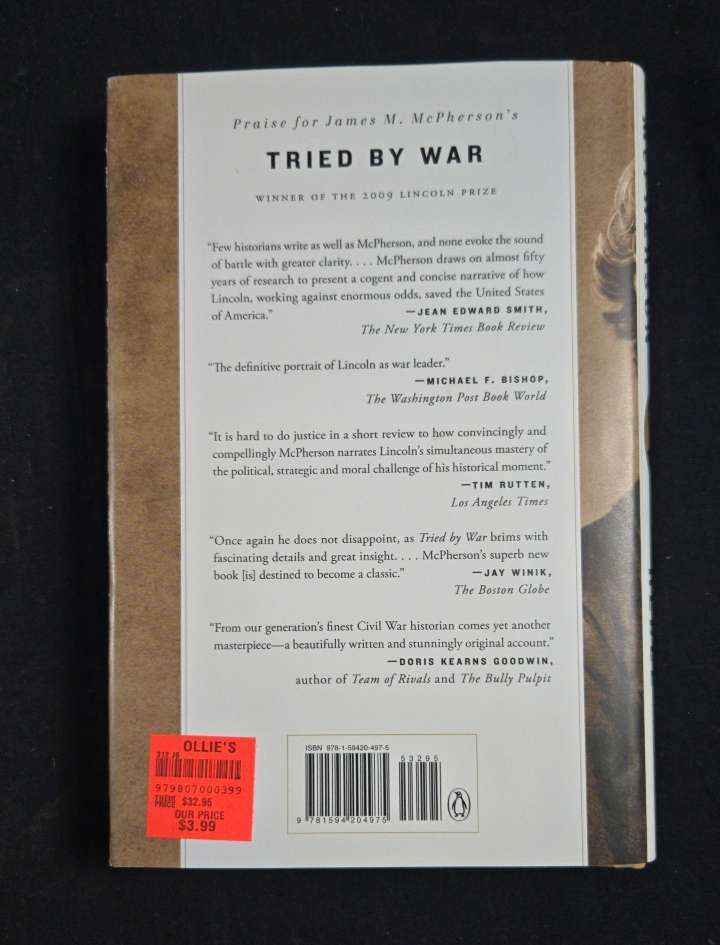 Praise for James M. McPherson's
TRIED BY WAR
WINNER OF THE 2009 LINCOLN PRIZE
“Few historians write as well as McPherson, and none evoke the sound
of battle with greater clarity. . . . McPherson draws on almost fifty
years of research to present a cogent and concise narrative of how
Lincoln, working against enormous odds, saved the United States
of America.” —JEAN EDWARD SMITH,
The New York Times Book Review
“The definitive portrait of Lincoln as war leader.”
—MICHAEL F. BISHOP,
The Washington Post Book World
“It is hard to do justice in a short review to how convincingly and
compellingly McPherson narrates Lincoln’s simultaneous mastery of
the political, strategic and moral challenge of his historical moment.”
—TIM RUTTEN,
Los Angeles Times
“Once again he does not disappoint, as Tried by War brims with
fascinating details and great insight. . . . McPherson’s superb new
book [is] destined to become a classic.” —JAY WINIK,
The Boston Globe
“From our generation’s finest Civil War historian comes yet another
masterpiece—a beautifully written and stunningly original account.”
—DORIS KEARNS GOODWIN,
author of Team of Rivals and The Bully Pulpit
OLLIE'S
979807000399
THEIR PRICE $32.95
OUR PRICE
$3.99
ISBN 978-1-59420-497-5
53295
9 781594 204975